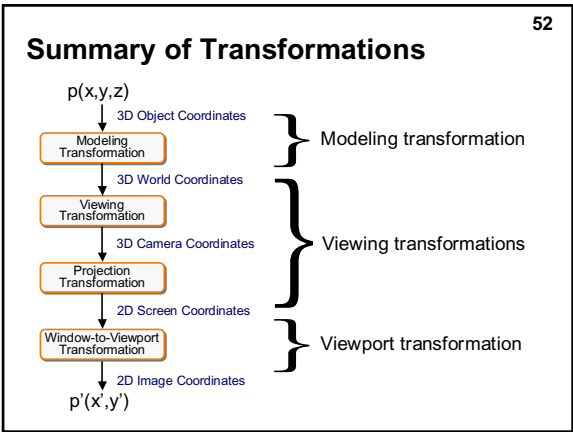 52
Summary of Transformations
p(x,y,z)
3D Object Coordinates
Modeling
Transformation
Modeling transformation
3D World Coordinates
Viewing
Transformation
3D Camera Coordinates
Viewing transformations
Projection
Transformation
2D Screen Coordinates
Window-to-Viewport
Transformation
Viewport transformation
2D Image Coordinates
p’(x’,y’)